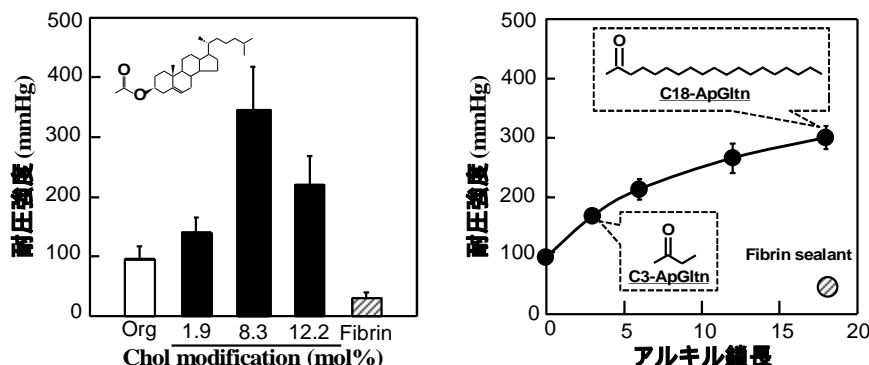 耐圧強度 (mmHg)
500
400
300
200
100
0
O
O
Org
1.9
8.3
12.2
Fibrin
Chol modification (mol%)
耐圧強度 (mmHg)
500
400
300
200
100
0
O
C18-ApGltn
O
C3-ApGltn
Fibrin sealant
0
5
10
15
20
アルキル鎖長